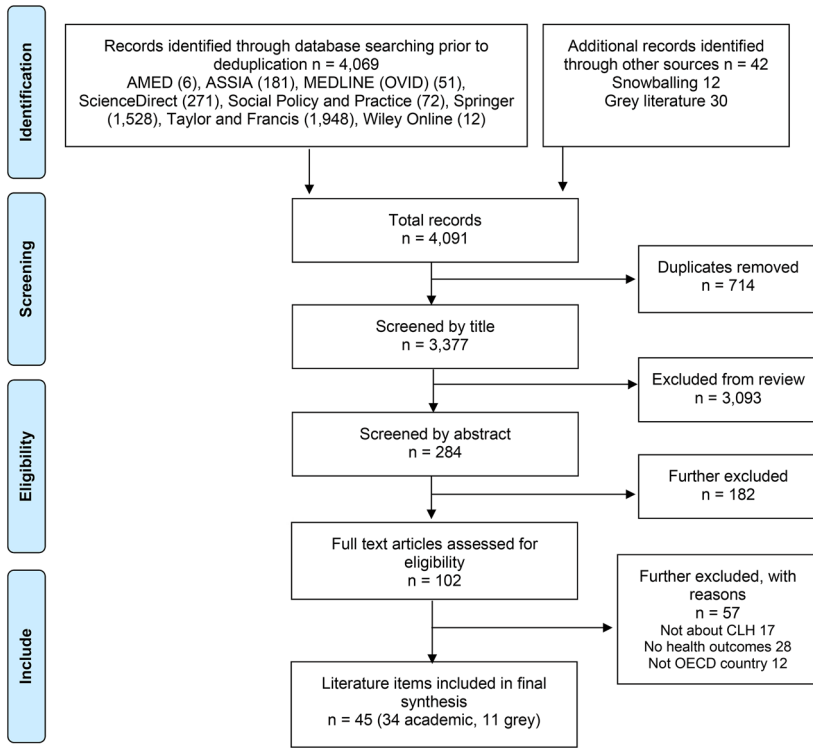 Identification
Records identified through database searching prior to
deduplication n = 4,069
AMED (6), ASSIA (181), MEDLINE (OVID) (51),
ScienceDirect (271), Social Policy and Practice (72), Springer
(1,528), Taylor and Francis (1,948), Wiley Online (12)
Additional records identified
through other sources n = 42
Snowballing 12
Grey literature 30
Screening
Total records
n = 4,091
Duplicates removed
n = 714
Screened by title
n = 3,377
Excluded from review
n = 3,093
Eligibility
Screened by abstract
n = 284
Further excluded
n = 182
Full text articles assessed for
eligibility
n = 102
Include
Further excluded, with
reasons
n = 57
Not about CLH 17
No health outcomes 28
Not OECD country 12
Literature items included in final
synthesis
n = 45 (34 academic, 11 grey)